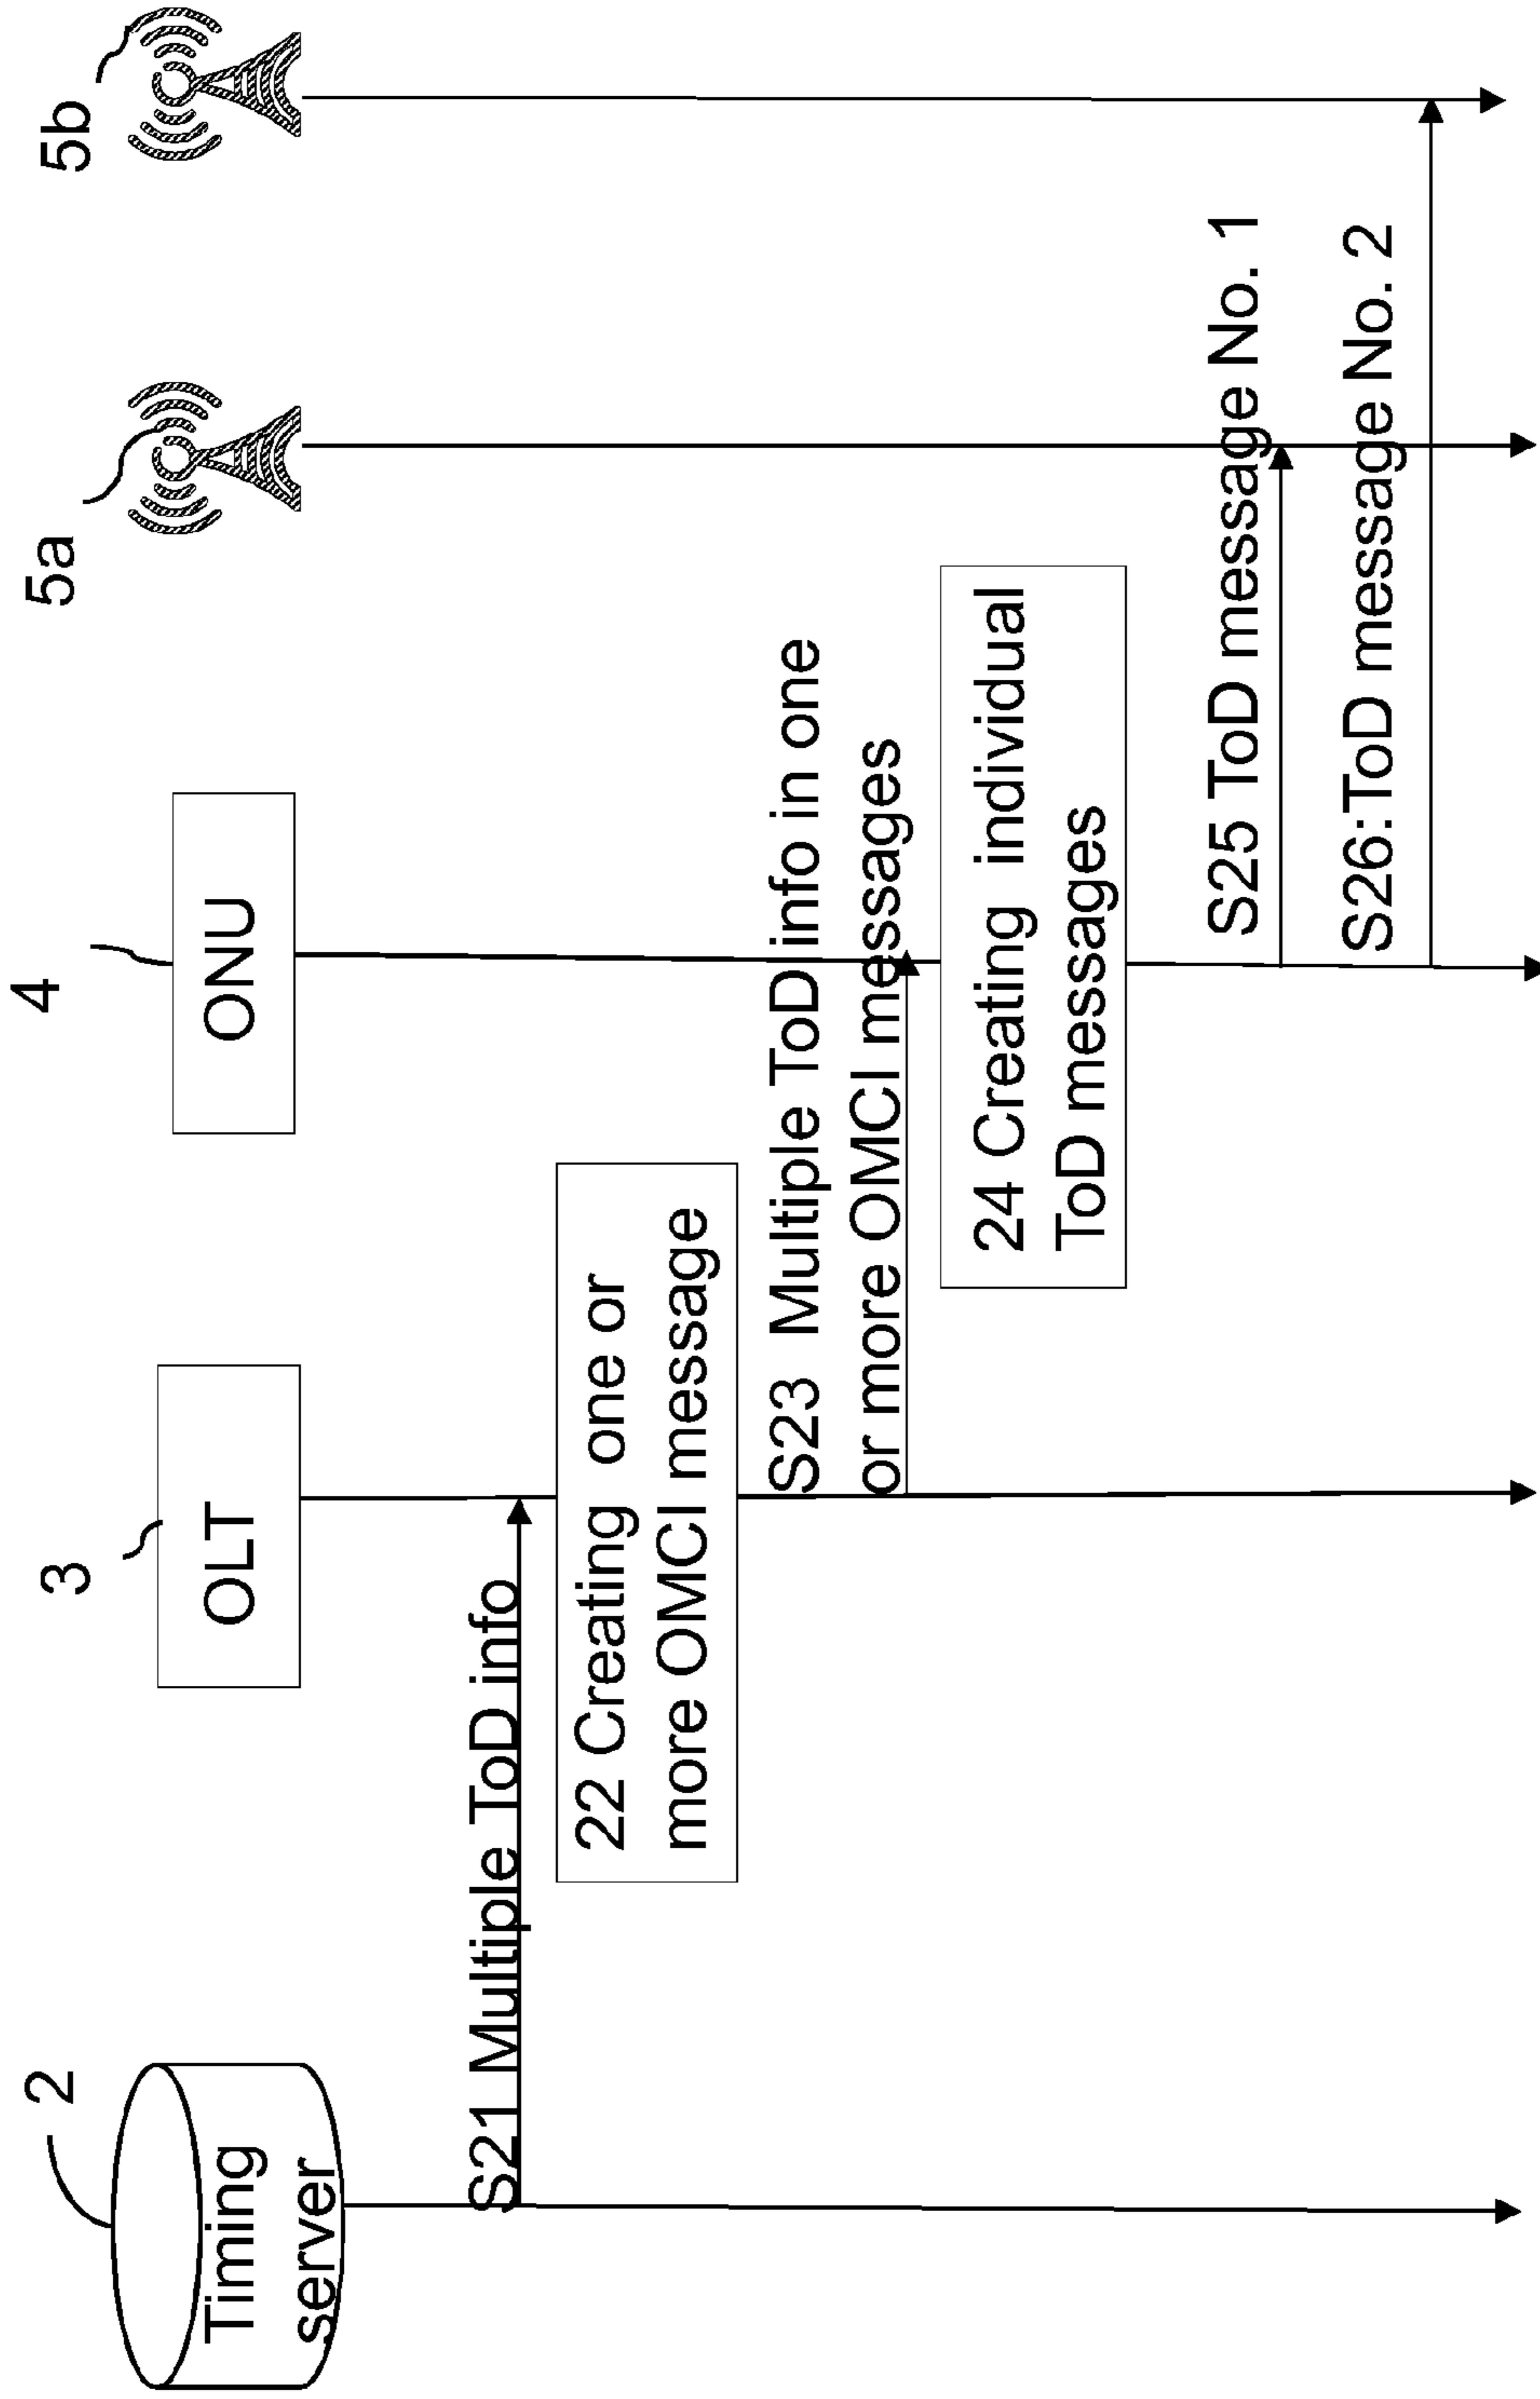 2
3
4
5a
5b
Timing
server
OLT
ONU
S21 Multiple ToD info
22 Creating one or
more OMCI message
S23 Multiple ToD info in one
or more OMCI messages
24 Creating individual
ToD messages
S25 ToD message No. 1
S26:ToD message No. 2